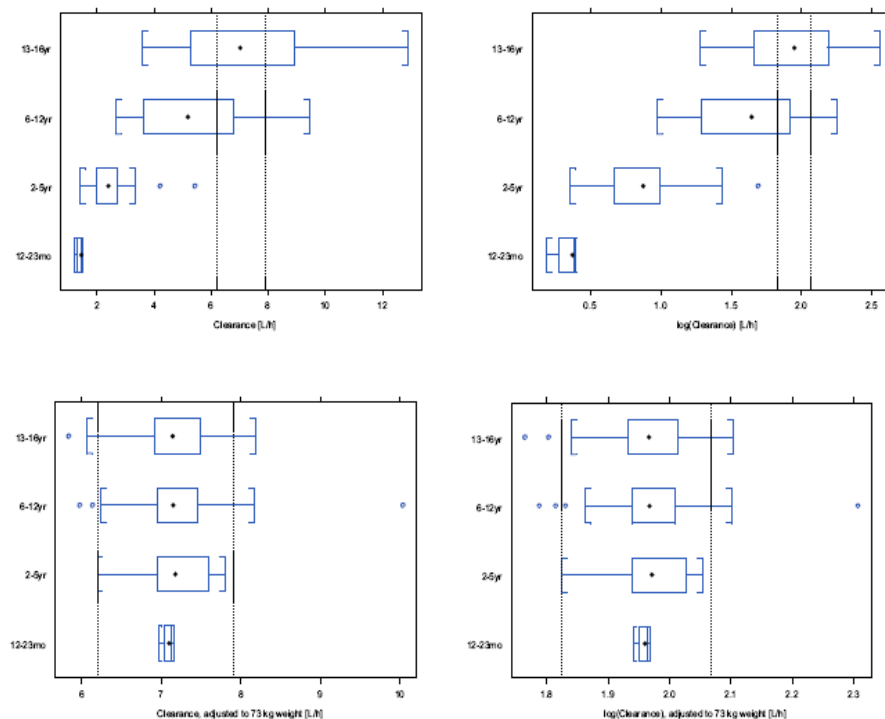 13-16yr
6-12yr
2-5yr
12-23mo
2 4 6 8 10 12
Clearance [L/h]
13-16yr
6-12yr
2-5yr
12-23mo
0.5 1.0 1.5 2.0 2.5
log(Clearance) [L/h]
13-16yr
6-12yr
2-5yr
12-23mo
6 7 8 9 10
Clearance, adjusted to 73 kg weight [L/h]
13-16yr
6-12yr
2-5yr
12-23mo
1.8 1.9 2.0 2.1 2.2 2.3
log(Clearance), adjusted to 73 kg weight [L/h]